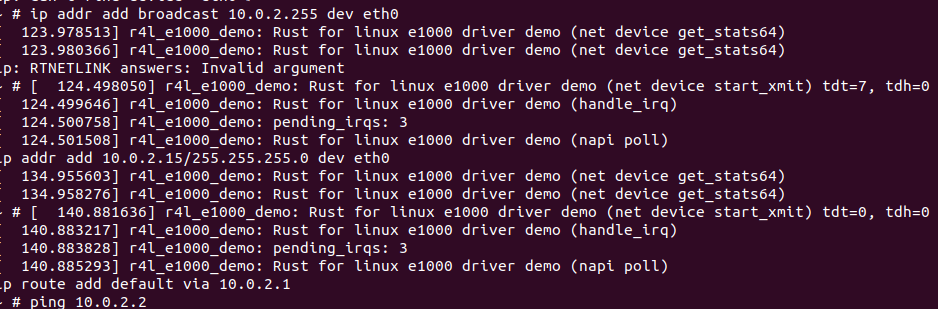 ~ # ip addr add broadcast 10.0.2.255 dev eth0
[  123.978513] r4l_e1000_demo: Rust for linux e1000 driver demo (net device get_stats64)
[  123.980366] r4l_e1000_demo: Rust for linux e1000 driver demo (net device get_stats64)
ip: RTNETLINK answers: Invalid argument
~ # [  124.498050] r4l_e1000_demo: Rust for linux e1000 driver demo (net device start_xmit) tdt=7, tdh=0
[  124.499646] r4l_e1000_demo: Rust for linux e1000 driver demo (handle_irq)
[  124.500758] r4l_e1000_demo: pending_irqs: 3
[  124.501508] r4l_e1000_demo: Rust for linux e1000 driver demo (napi poll)
ip addr add 10.0.2.15/255.255.255.0 dev eth0
[  134.955603] r4l_e1000_demo: Rust for linux e1000 driver demo (net device get_stats64)
[  134.958276] r4l_e1000_demo: Rust for linux e1000 driver demo (net device get_stats64)
~ # [  140.881636] r4l_e1000_demo: Rust for linux e1000 driver demo (net device start_xmit) tdt=0, tdh=0
[  140.883217] r4l_e1000_demo: Rust for linux e1000 driver demo (handle_irq)
[  140.883828] r4l_e1000_demo: pending_irqs: 3
[  140.885293] r4l_e1000_demo: Rust for linux e1000 driver demo (napi poll)
ip route add default via 10.0.2.1
~ # ping 10.0.2.2